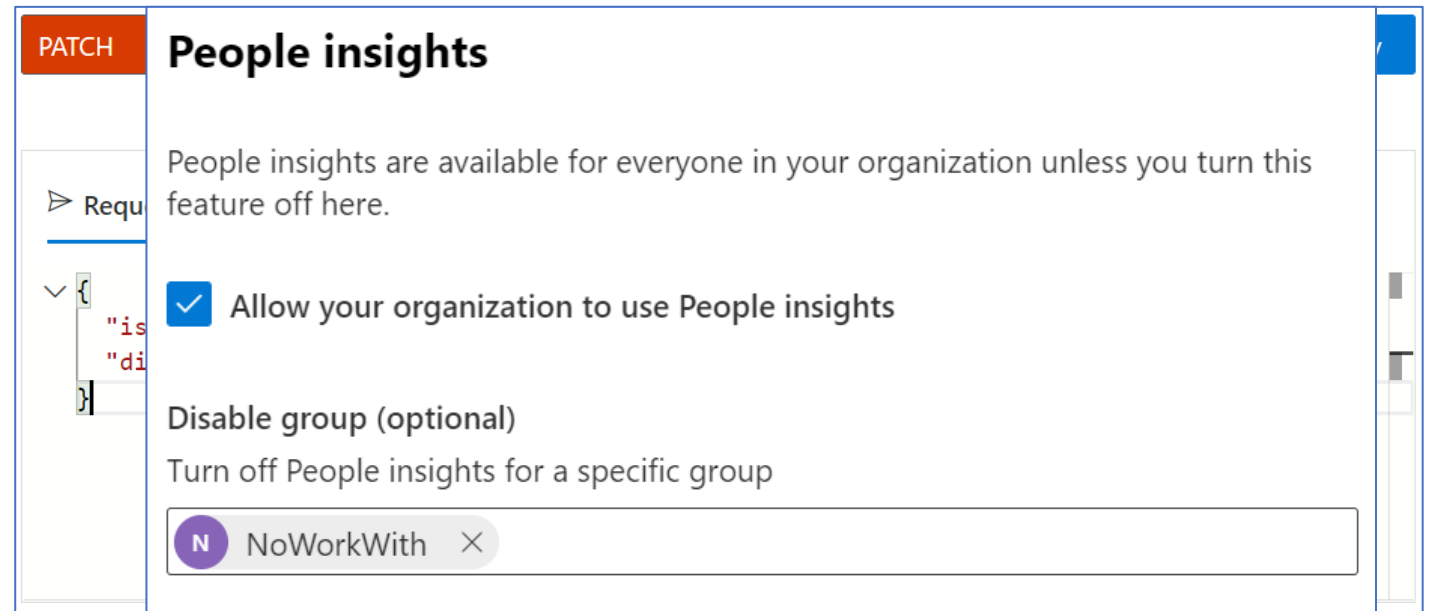 PATCH
People insights
People insights are available for everyone in your organization unless you turn this
feature off here.
Requ
{
"is
"di
}
Allow your organization to use People insights
Disable group (optional)
Turn off People insights for a specific group
N NoWorkWith